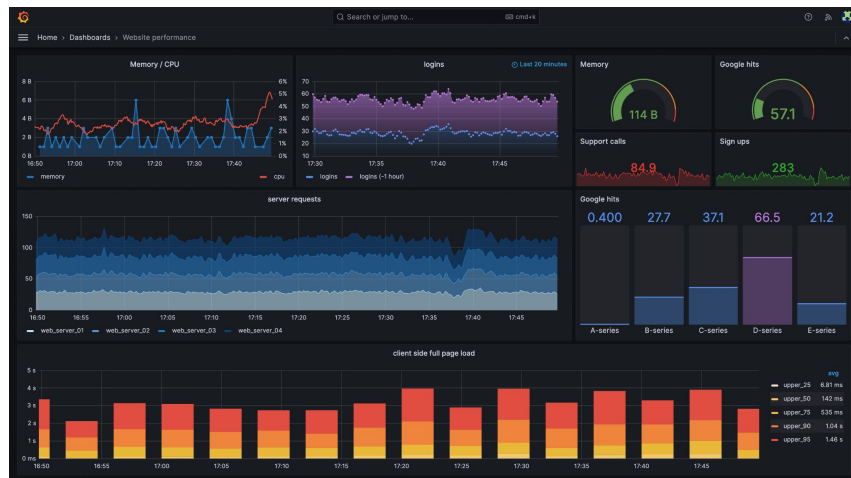 Search or jump to...
cmd+k
Home › Dashboards › Website performance
Memory / CPU
8 B
6 B
4 B
2 B
0 B
6%
5%
4%
3%
2%
1%
0%
16:50 17:00 17:10 17:20 17:30 17:40
memory cpu
logins
Last 20 minutes
70
60
50
40
30
20
10
17:30 17:35 17:40 17:45
logins logins (-1 hour)
Memory
114 B
Google hits
57.1
Support calls
84.9
Sign ups
283
server requests
150
100
50
0
16:50 16:55 17:00 17:05 17:10 17:15 17:20 17:25 17:30 17:35 17:40 17:45
web_server_01 web_server_02 web_server_03 web_server_04
Google hits
0.400 27.7 37.1 66.5 21.2
A-series B-series C-series D-series E-series
client side full page load
5 s
4 s
3 s
2 s
1 s
0 ms
16:50 16:55 17:00 17:05 17:10 17:15 17:20 17:25 17:30 17:35 17:40 17:45
avg
upper_25 6.81 ms
upper_50 142 ms
upper_75 535 ms
upper_90 1.04 s
upper_95 1.46 s